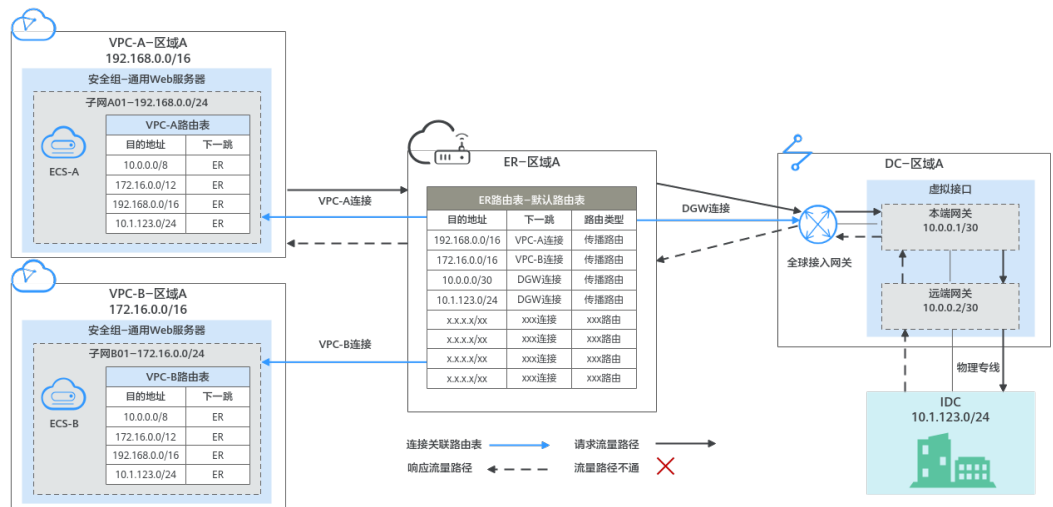 VPC-A-区域A
192.168.0.0/16
安全组-通用Web服务器
子网A01-192.168.0.0/24
ECS-A
VPC-A路由表
目的地址 下一跳
10.0.0.0/8 ER
172.16.0.0/12 ER
192.168.0.0/16 ER
10.1.123.0/24 ER
VPC-B-区域A
172.16.0.0/16
安全组-通用Web服务器
子网B01-172.16.0.0/24
ECS-B
VPC-B路由表
目的地址 下一跳
10.0.0.0/8 ER
172.16.0.0/12 ER
192.168.0.0/16 ER
10.1.123.0/24 ER
VPC-A连接
VPC-B连接
ER-区域A
ER路由表-默认路由表
目的地址 下一跳 路由类型
192.168.0.0/16 VPC-A连接 传播路由
172.16.0.0/16 VPC-B连接 传播路由
10.0.0.0/30 DGW连接 传播路由
10.1.123.0/24 DGW连接 传播路由
x.x.x.x/xx xxx连接 xxx路由
x.x.x.x/xx xxx连接 xxx路由
x.x.x.x/xx xxx连接 xxx路由
x.x.x.x/xx xxx连接 xxx路由
DGW连接
DC-区域A
虚拟接口
本端网关
10.0.0.1/30
全球接入网关
远端网关
10.0.0.2/30
物理专线
IDC
10.1.123.0/24
连接关联路由表
请求流量路径
响应流量路径
流量路径不通